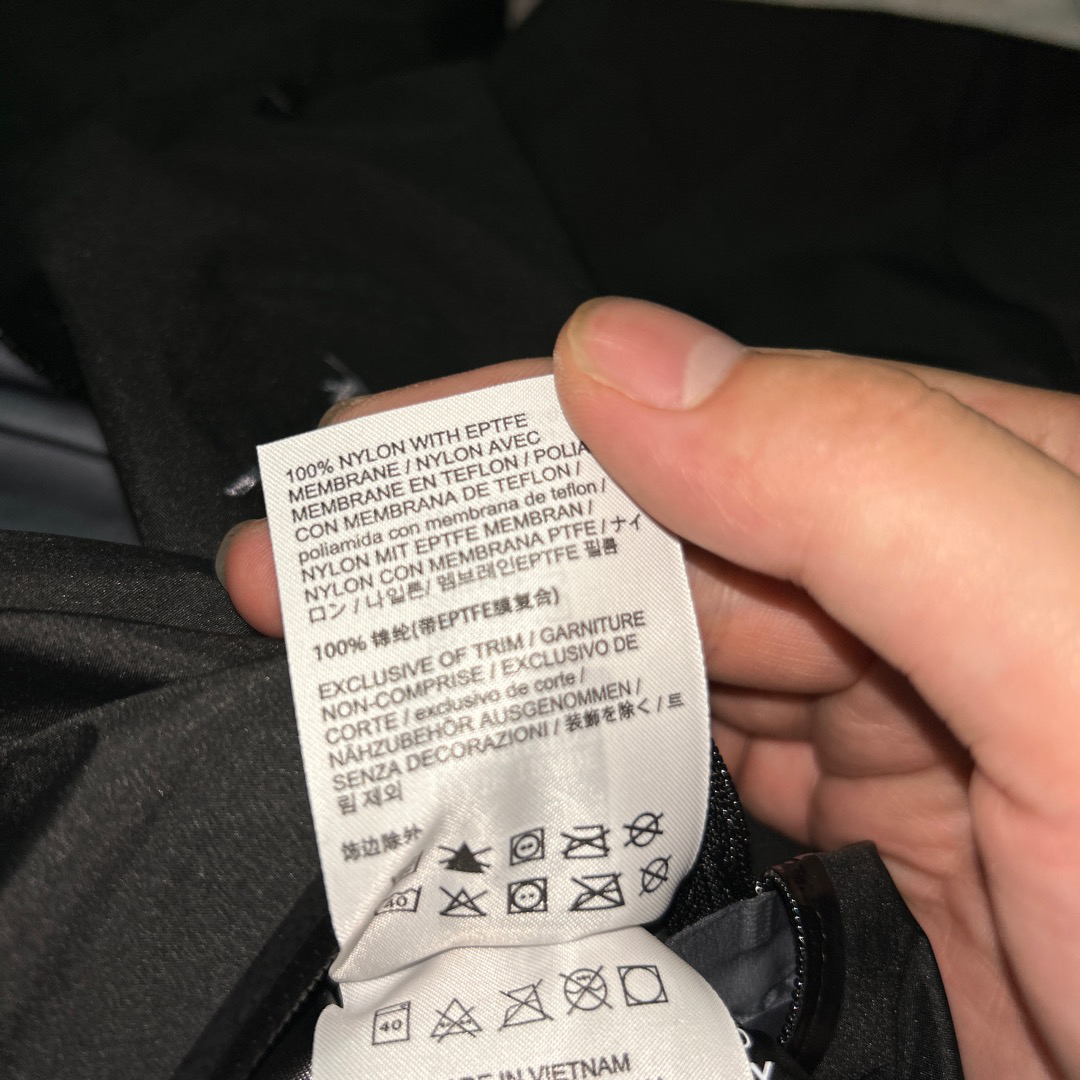 100% NYLON WITH EPTFE
MEMBRANE / NYLON AVEC
MEMBRANE EN TEFLON / POLIA
CON MEMBRANA DE TEFLON /
poliamida con membrana de teflon /
NYLON MIT EPTFE MEMBRAN /
NYLON CON MEMBRANA PTFE / ナイ
ロン / 나일론/ 멤브레인EPTFE 필름
100% 锦纶(带EPTFE膜复合)
EXCLUSIVE OF TRIM / GARNITURE
NON-COMPRISE / EXCLUSIVO DE
CORTE / exclusivo de corte /
NÄHZUBEHÖR AUSGENOMMEN /
SENZA DECORAZIONI / 装飾を除く / 트
림 제외
饰边除外
40
40
IN VIETNAM